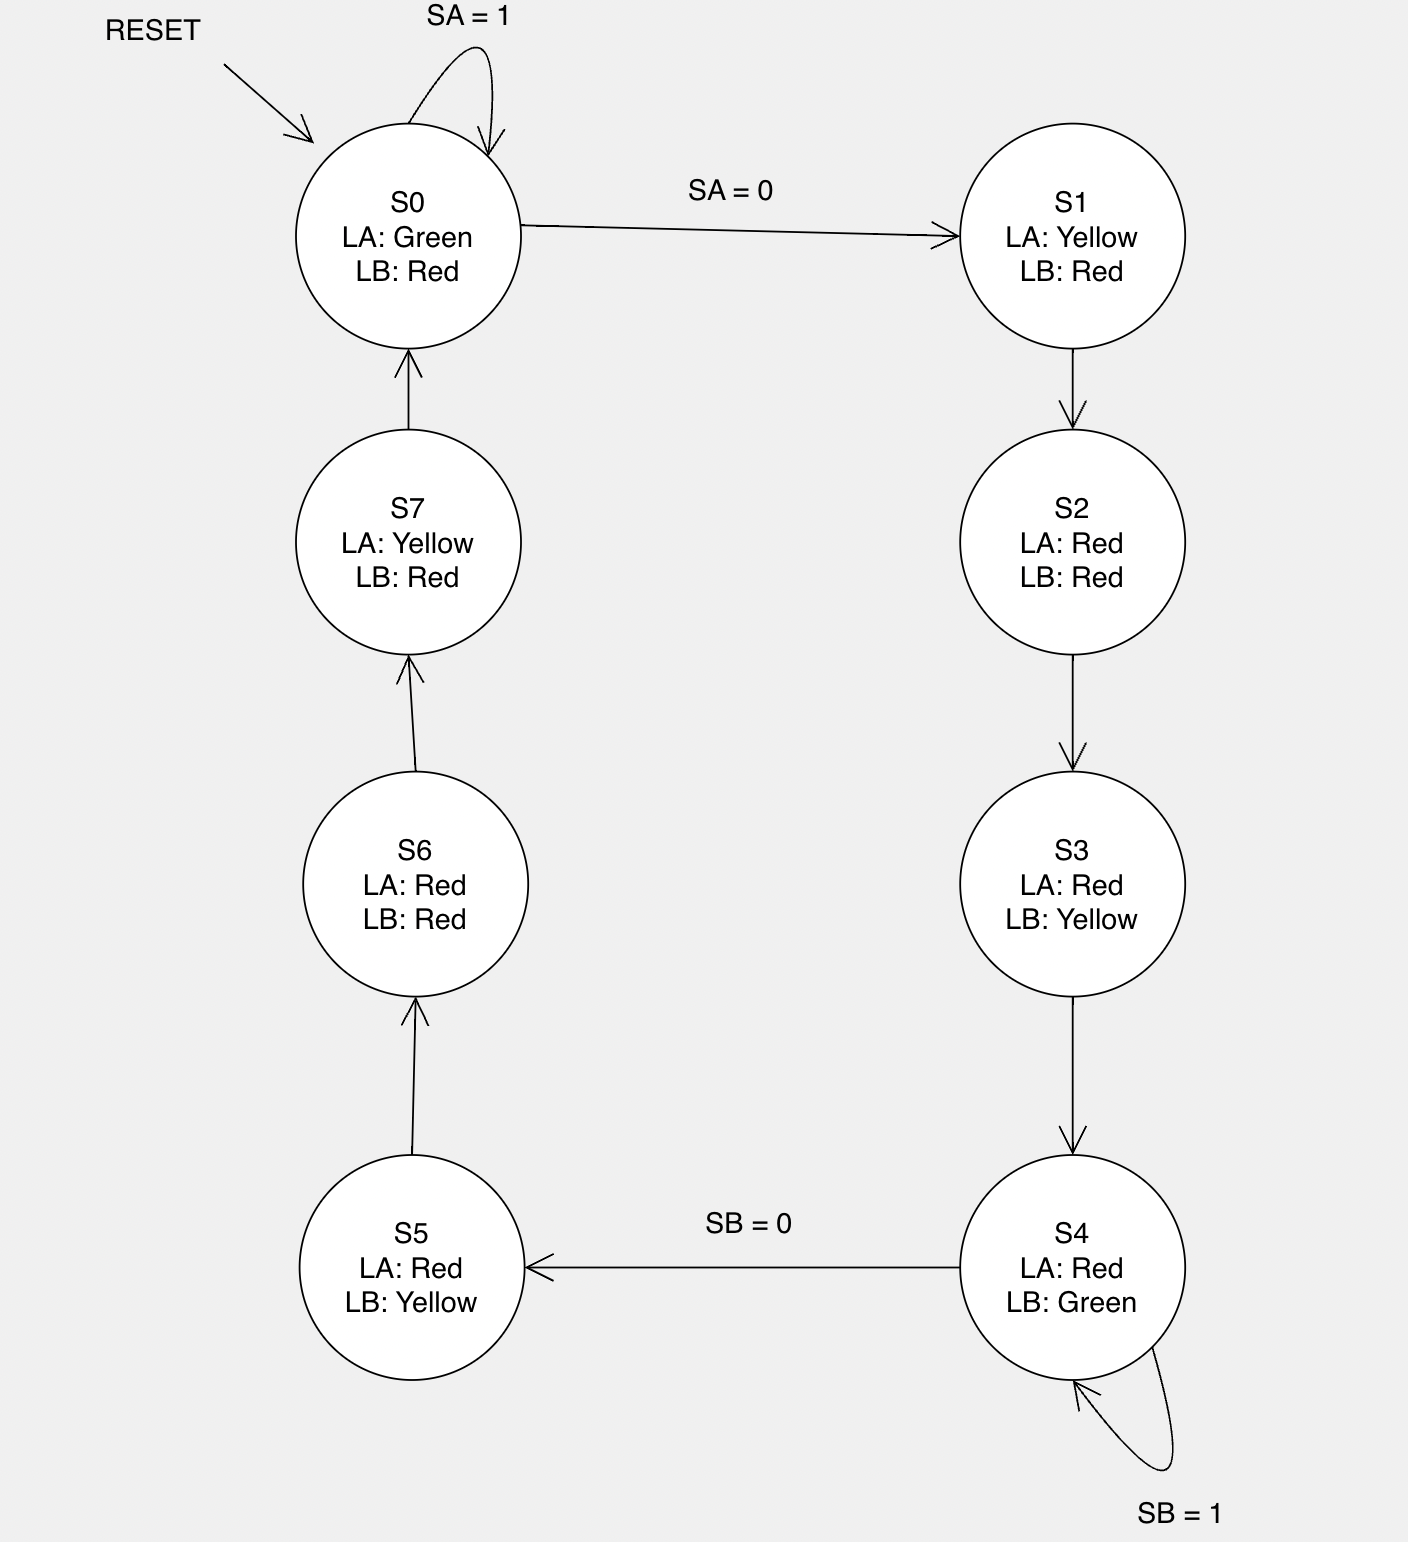 RESET
SA = 1
S0
LA: Green
LB: Red
SA = 0
S1
LA: Yellow
LB: Red
S7
LA: Yellow
LB: Red
S2
LA: Red
LB: Red
S6
LA: Red
LB: Red
S3
LA: Red
LB: Yellow
S5
LA: Red
LB: Yellow
SB = 0
S4
LA: Red
LB: Green
SB = 1